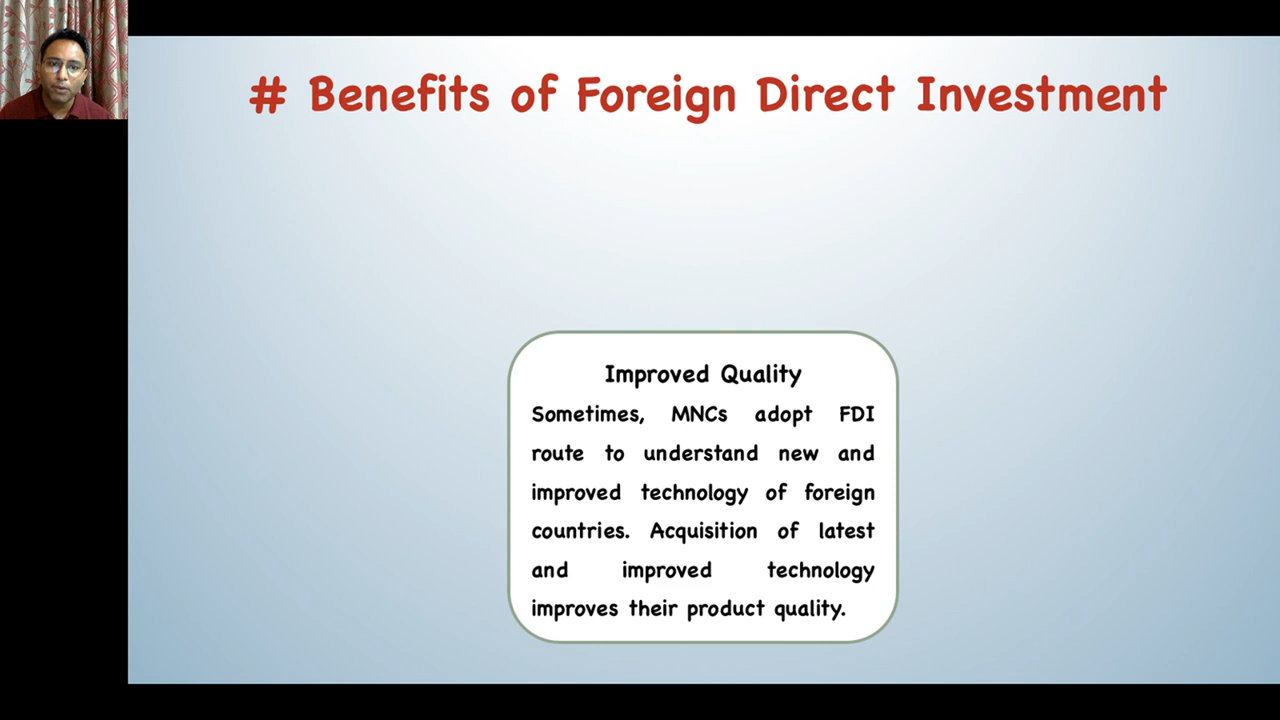 # Benefits of Foreign Direct Investment
Improved Quality
Sometimes, MNCs adopt FDI
route to understand new and
improved technology of foreign
countries. Acquisition of latest
and improved technology
improves their product quality.